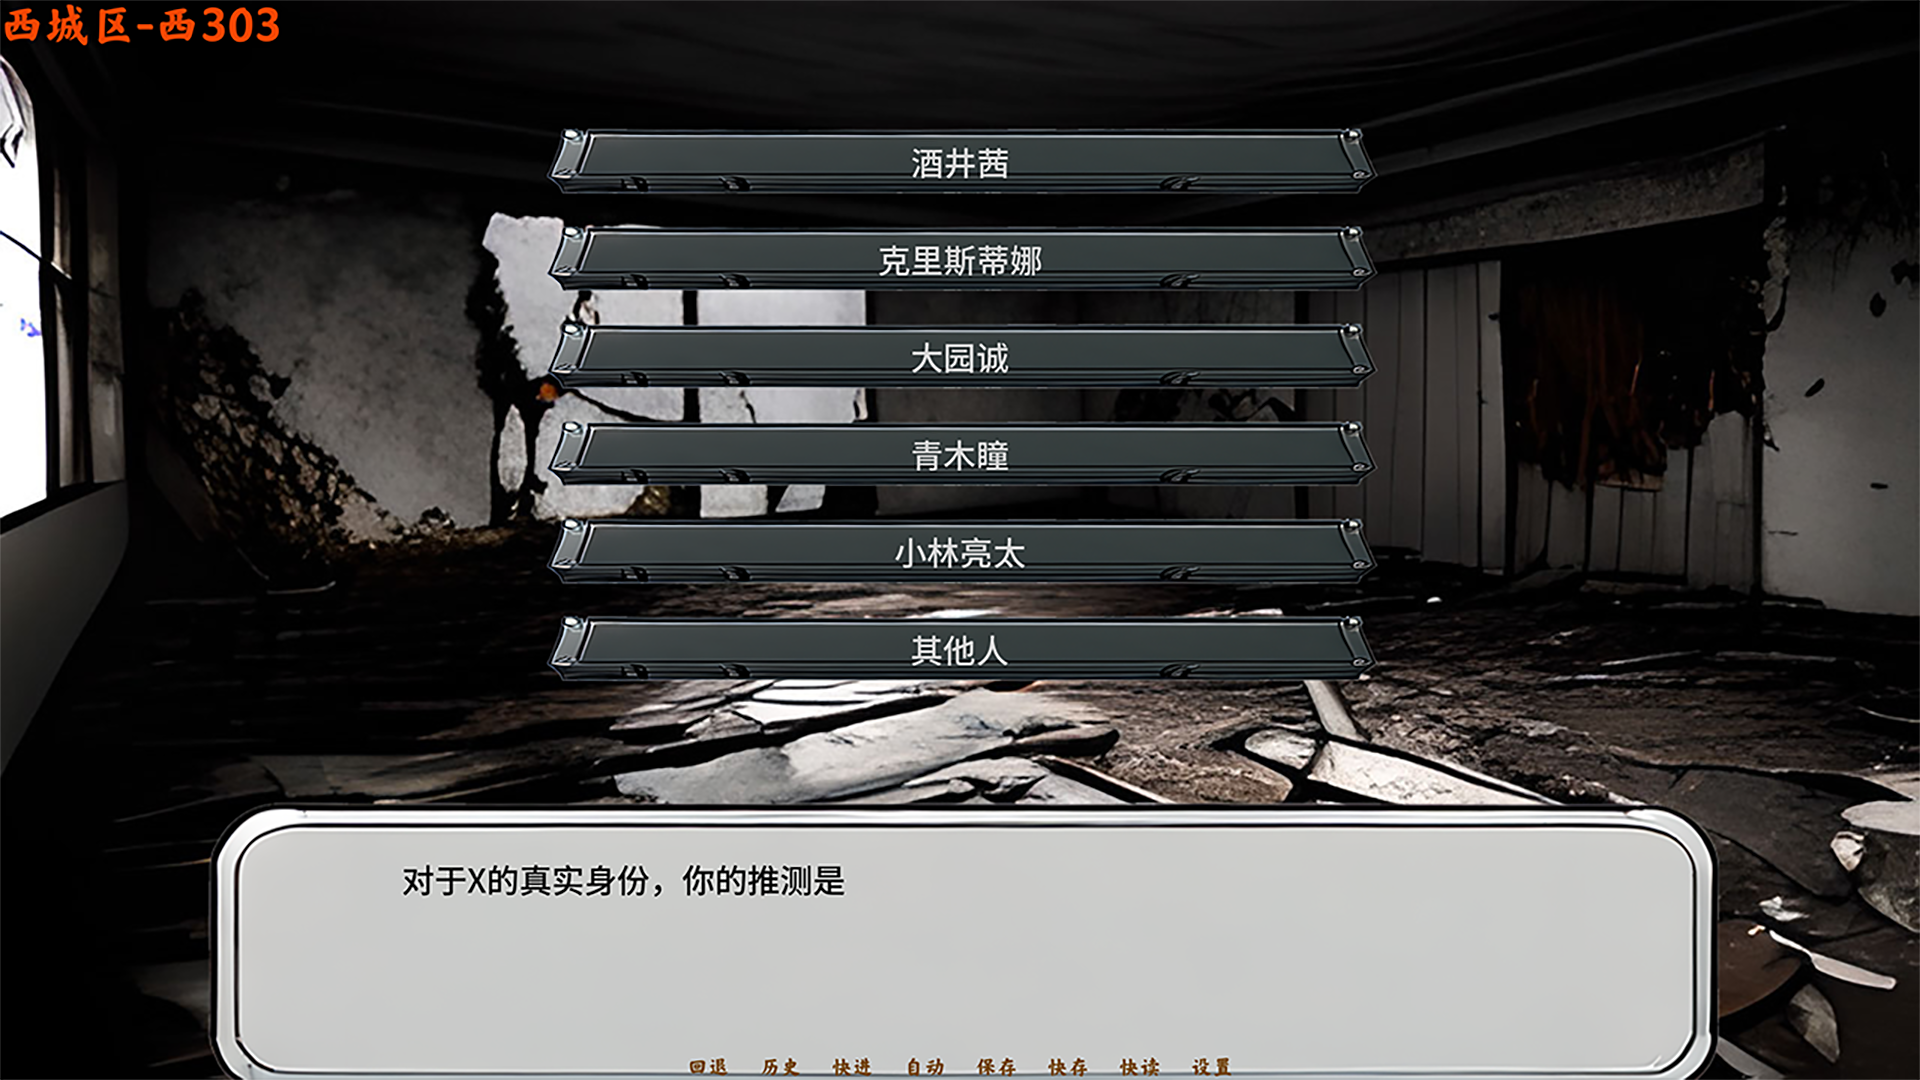 西城区-西303
酒井茜
克里斯蒂娜
大园诚
青木瞳
小林亮太
其他人
对于X的真实身份，你的推测是
回退 历史 快进 自动 保存 快存 快读 设置